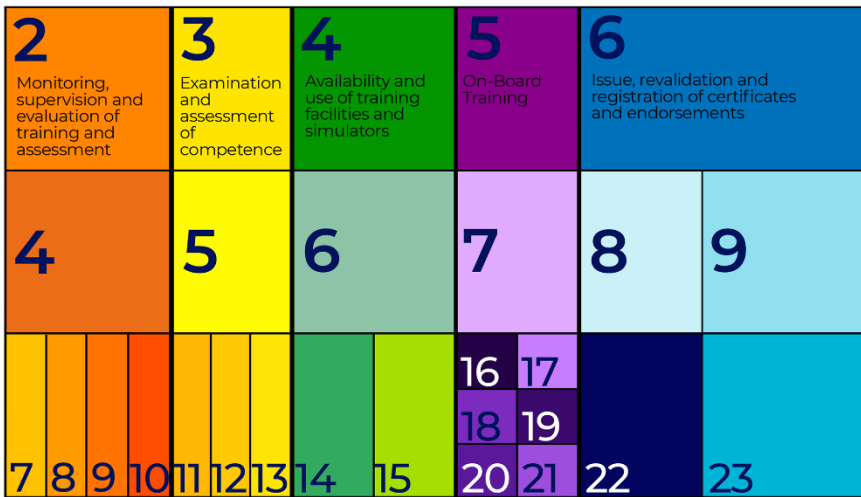 2
Monitoring,
supervision and
evaluation of
training and
assessment
3
Examination
and
assessment
of
competence
4
Availability and
use of training
facilities and
simulators
5
On-Board
Training
6
Issue, revalidation and
registration of certificates
and endorsements
4
5
6
7
8
9
7
8
9
10
11
12
13
14
15
16
17
18
19
20
21
22
23